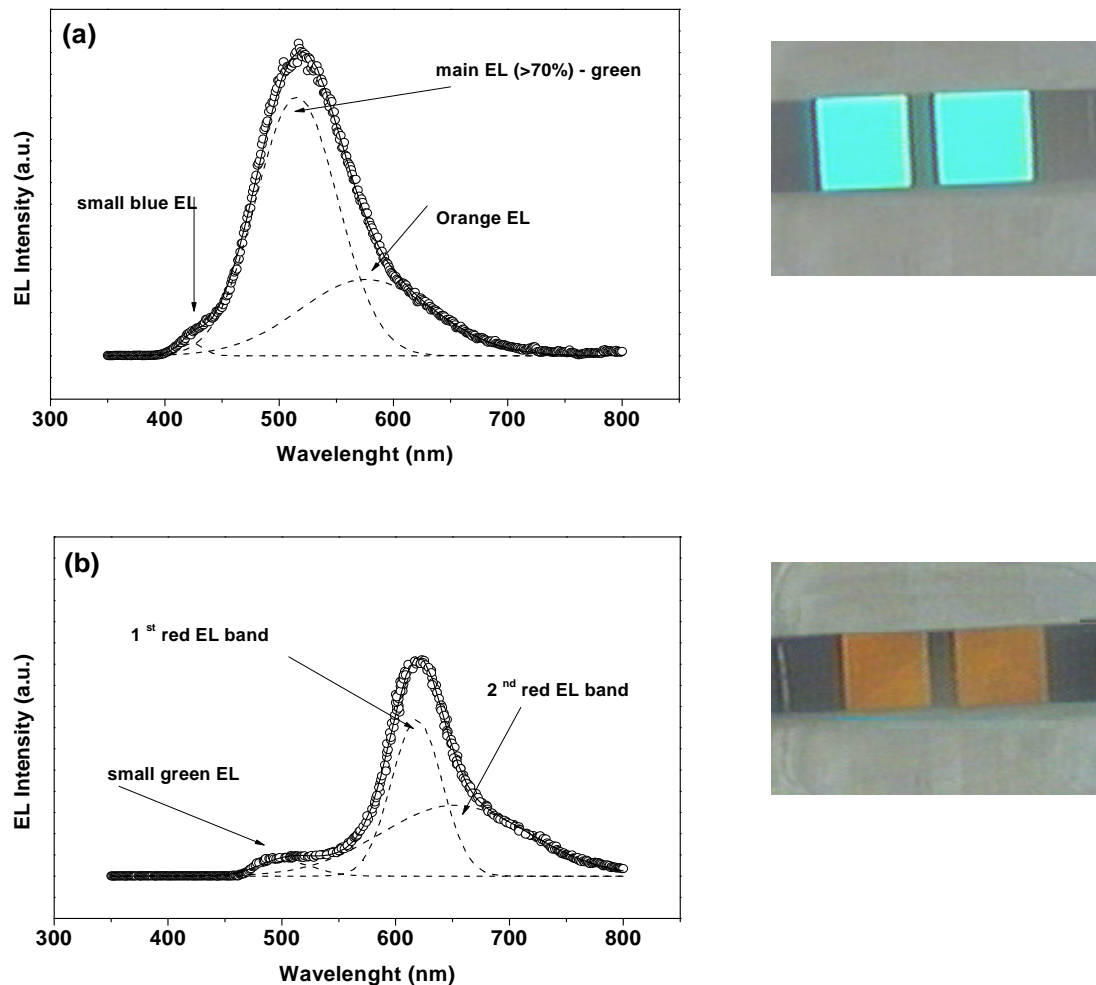 (a)
main EL (>70%) - green
small blue EL
Orange EL
EL Intensity (a.u.)
300 400 500 600 700 800
Wavelenght (nm)
(b)
1 st red EL band
2 nd red EL band
small green EL
EL Intensity (a.u.)
300 400 500 600 700 800
Wavelenght (nm)